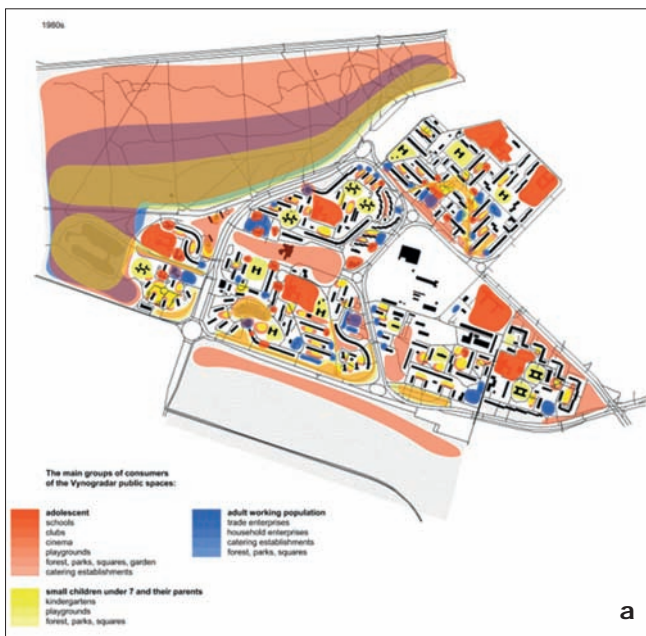 1980s
The main groups of consumers
of the Vynogradar public spaces:
adolescent
schools
clubs
cinema
playgrounds
forest, parks, squares, garden
catering establishments
adult working population
trade enterprises
household enterprises
catering establishments
forest, parks, squares
small children under 7 and their parents
kindergartens
playgrounds
forest, parks, squares
a